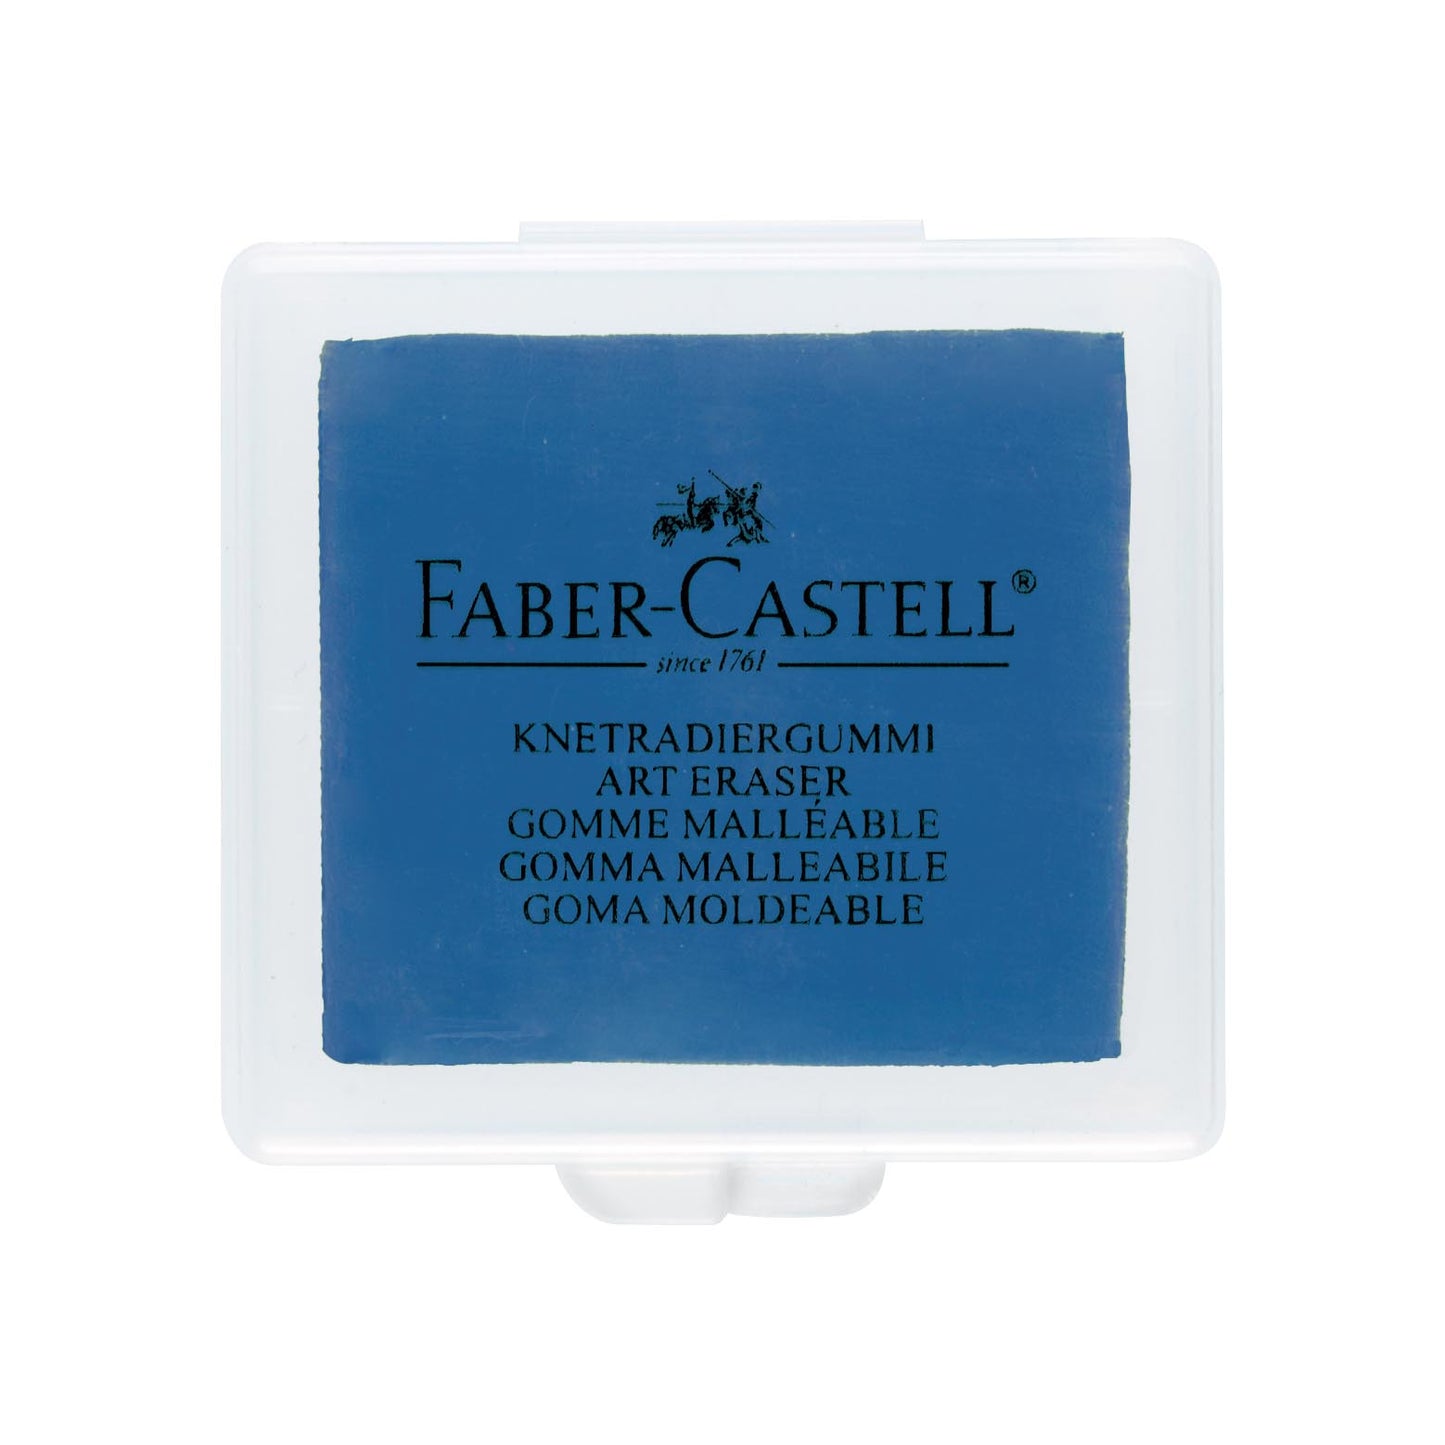 FABER-CASTELL®
since 1761
KNETRADIERGUMMI
ART ERASER
GOMME MALLÉABLE
GOMMA MALLEABILE
GOMA MOLDEABLE